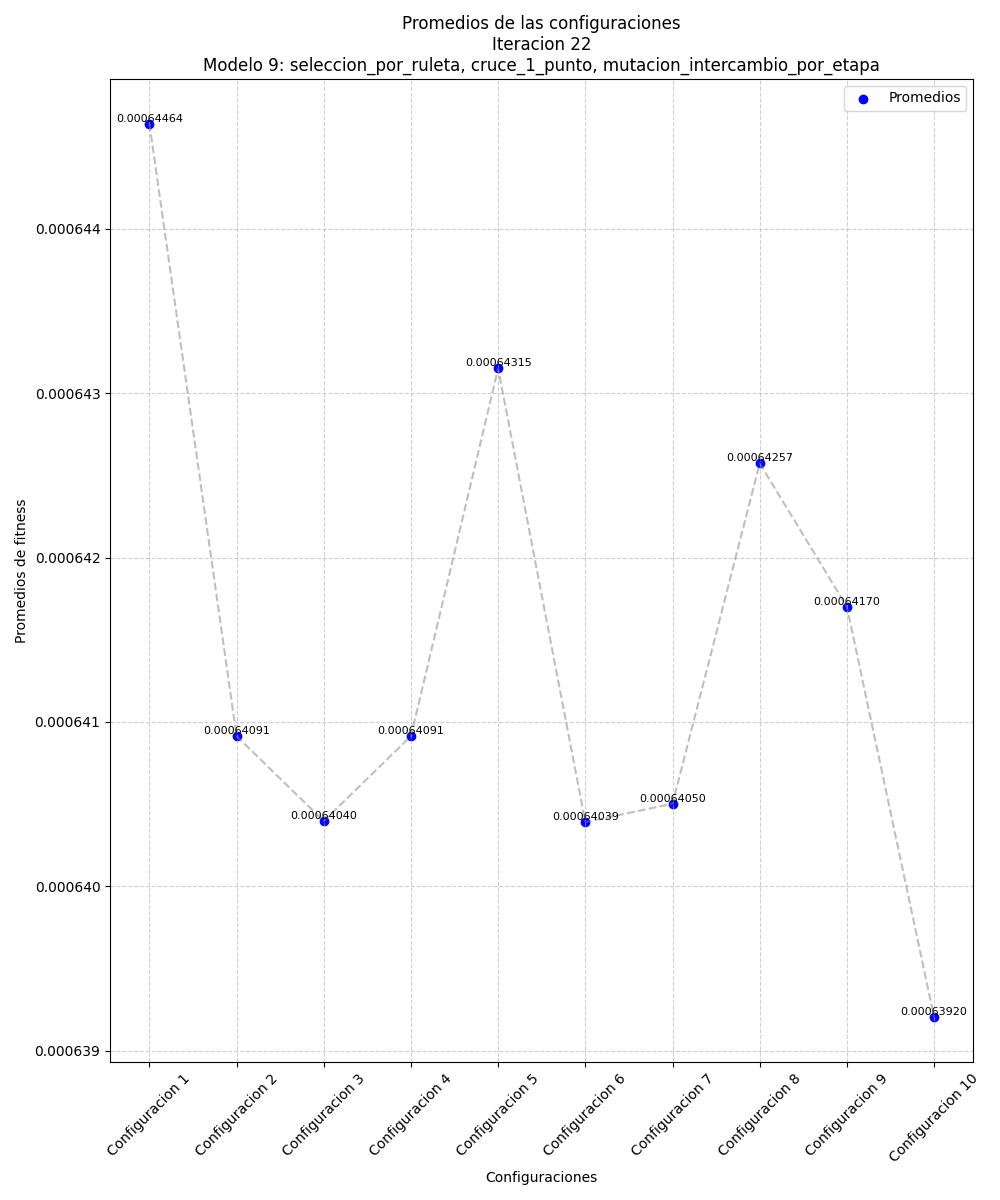 Promedios de las configuraciones
Iteracion 22
Modelo 9: seleccion_por_ruleta, cruce_1_punto, mutacion_intercambio_por_etapa
Promedios
0.00064464
0.000644
0.00064315
0.000643
0.00064257
0.000642
0.00064170
0.000641
0.00064091
0.00064091
0.00064040
0.00064039
0.00064050
0.000640
0.00063920
0.000639
Promedios de fitness
Configuracion 1
Configuracion 2
Configuracion 3
Configuracion 4
Configuracion 5
Configuracion 6
Configuracion 7
Configuracion 8
Configuracion 9
Configuracion 10
Configuraciones